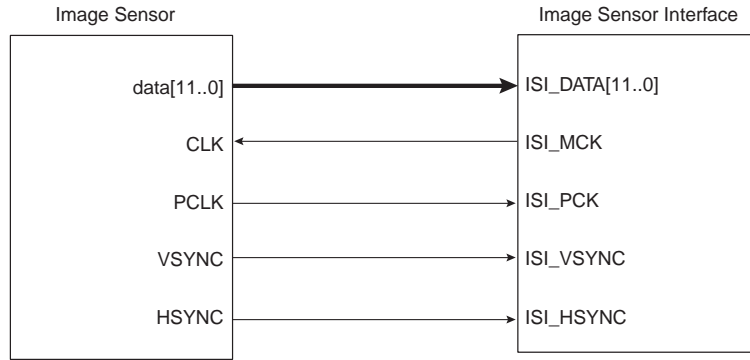 Image Sensor
Image Sensor Interface
data[11..0]
ISI_DATA[11..0]
CLK
ISI_MCK
PCLK
ISI_PCK
VSYNC
ISI_VSYNC
HSYNC
ISI_HSYNC